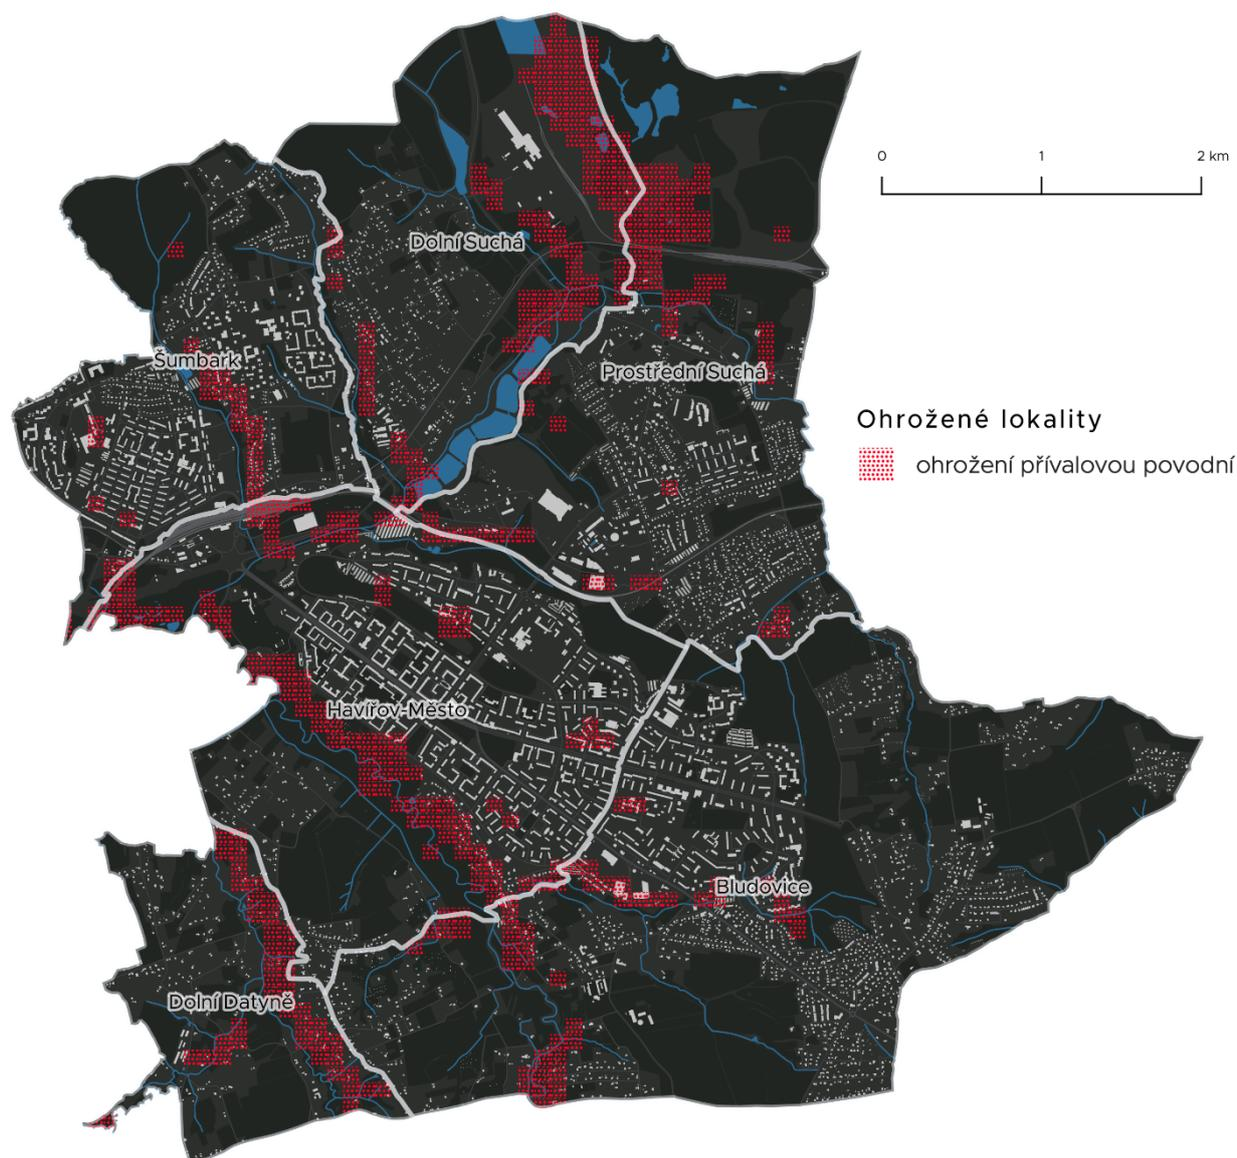 0 1 2 km
Dolní Suchá
Šumbark
Prostřední Suchá
Ohrožené lokality
ohrožení přívalovou povodní
Havířov-Město
Bludovice
Dolní Datyně